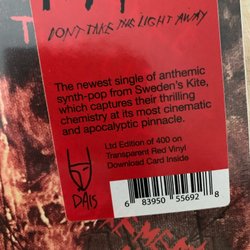 DON'T TAKE THE LIGHT AWAY
The newest single of anthemic
synth-pop from Sweden's Kite,
which captures their thrilling
chemistry at its most cinematic
and apocalyptic pinnacle.
Ltd Edition of 400 on
Transparent Red Vinyl
Download Card Inside
DAIS
6 83950 55692 8